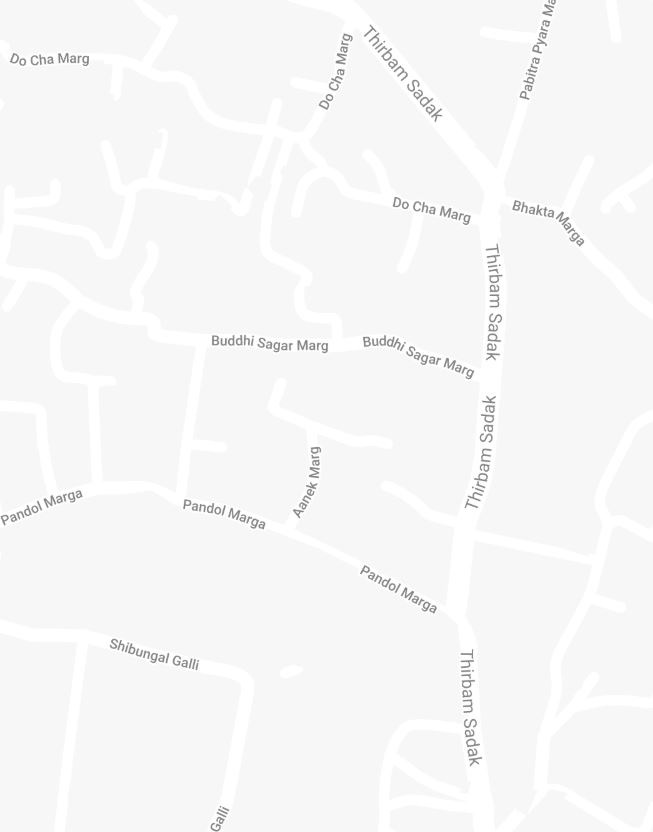 Do Cha Marg
Do Cha Marg
Thirbam Sadak
Pabitra Pyara Ma
Do Cha Marg
Bhakta Marga
Thirbam Sadak
Buddhi Sagar Marg
Buddhi Sagar Marg
Thirbam Sadak
Aanek Marg
Pandol Marga
Pandol Marga
Pandol Marga
Shibungal Galli
Thirbam Sadak
Galli